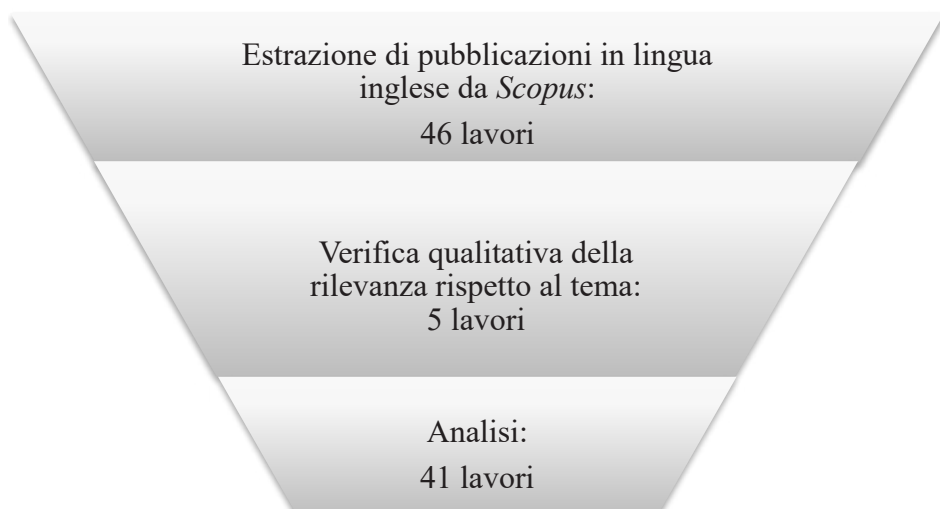 Estrazione di pubblicazioni in lingua
inglese da Scopus:
46 lavori
Verifica qualitativa della
rilevanza rispetto al tema:
5 lavori
Analisi:
41 lavori